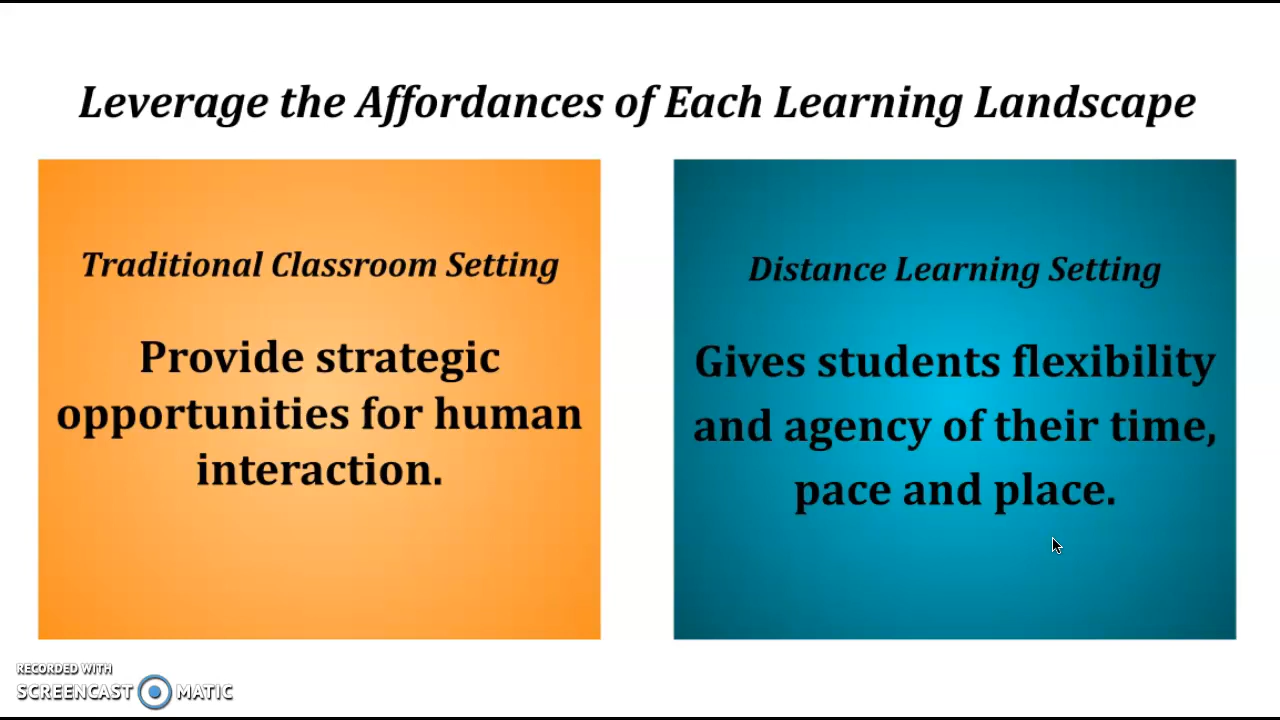 Leverage the Affordances of Each Learning Landscape
Traditional Classroom Setting
Provide strategic
opportunities for human
interaction.
Distance Learning Setting
Gives students flexibility
and agency of their time,
pace and place.
RECORDED WITH
SCREENCAST MATIC